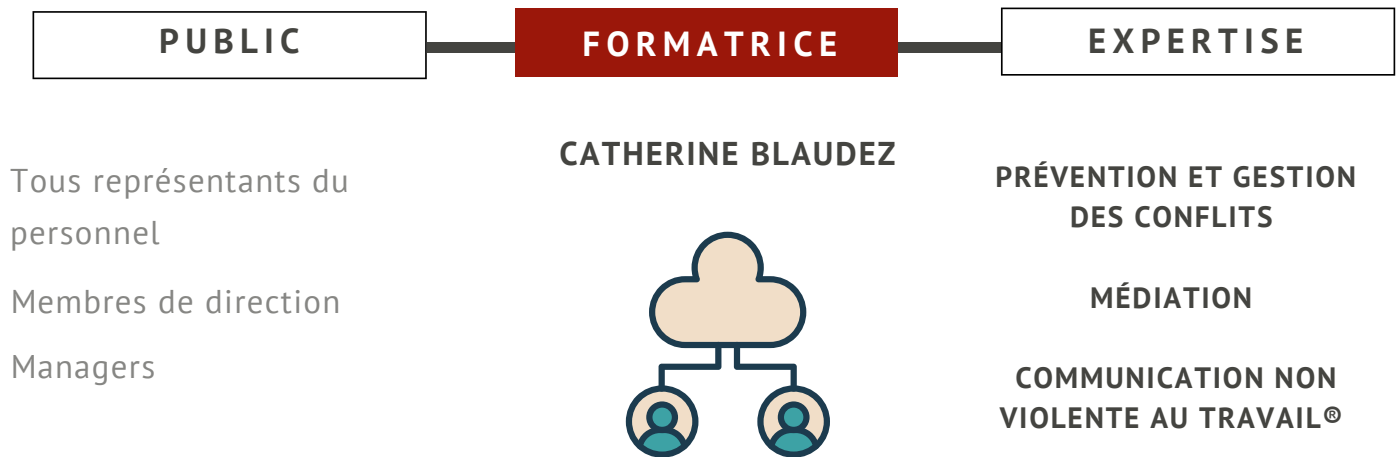 PUBLIC
Tous représentants du
personnel
Membres de direction
Managers
FORMATRICE
CATHERINE BLAUDEZ
EXPERTISE
PRÉVENTION ET GESTION
DES CONFLITS
MÉDIATION
COMMUNICATION NON
VIOLENTE AU TRAVAIL®